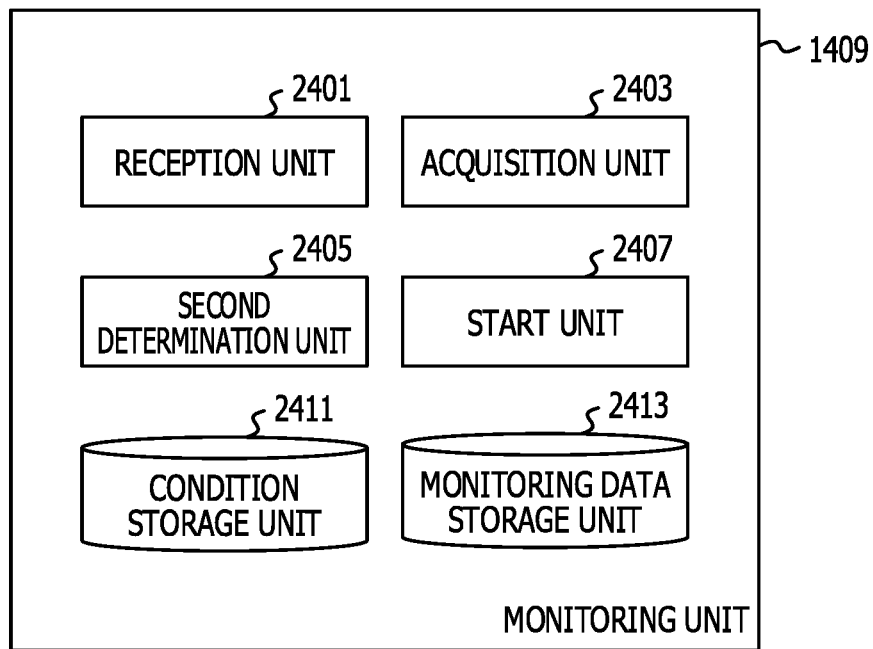 1409
2401
2403
RECEPTION UNIT
ACQUISITION UNIT
2405
2407
SECOND
DETERMINATION UNIT
START UNIT
2411
2413
CONDITION
STORAGE UNIT
MONITORING DATA
STORAGE UNIT
MONITORING UNIT